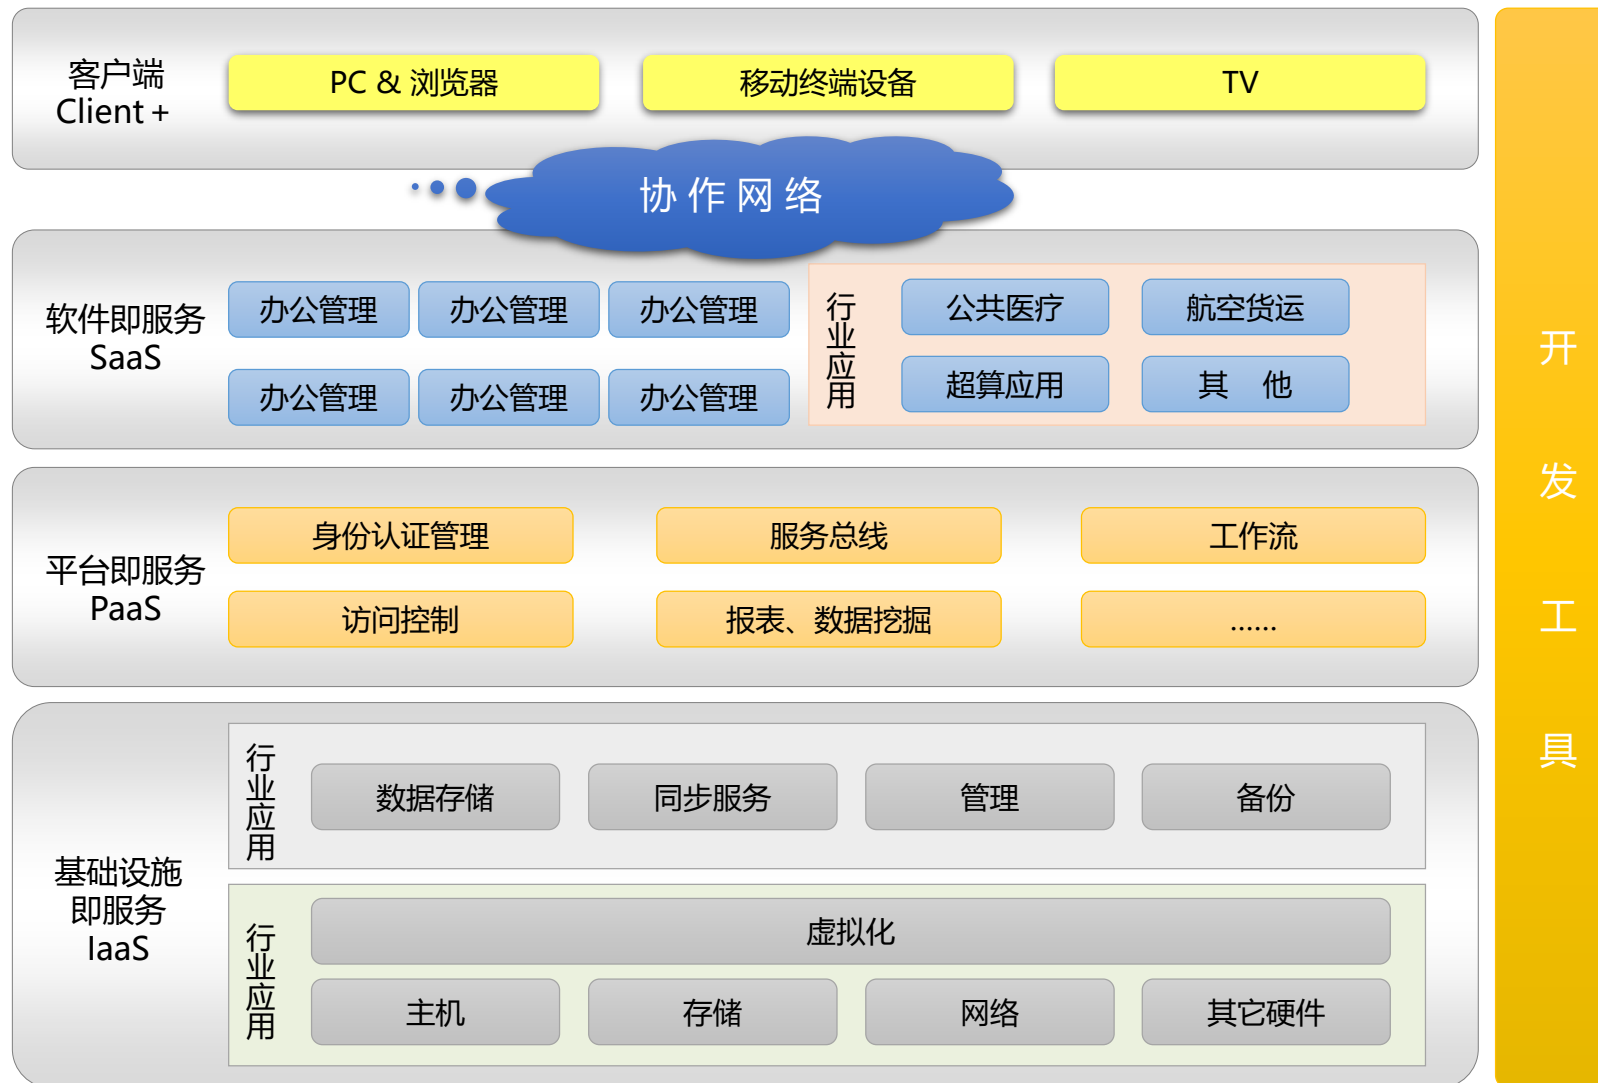 客户端
Client +
PC & 浏览器
移动终端设备
TV
协作网络
软件即服务
SaaS
办公管理
办公管理
办公管理
办公管理
办公管理
办公管理
行业应用
公共医疗
航空货运
超算应用
其 他
平台即服务
PaaS
身份认证管理
服务总线
工作流
访问控制
报表、数据挖掘
......
基础设施
即服务
IaaS
行业应用
数据存储
同步服务
管理
备份
行业应用
虚拟化
主机
存储
网络
其它硬件
开发工具